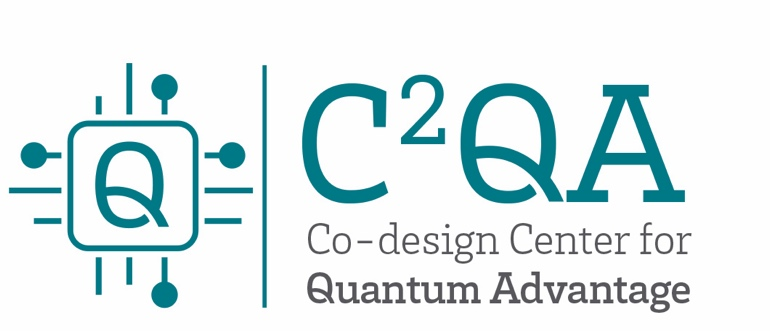 Q
C²QA
Co-design Center for
Quantum Advantage